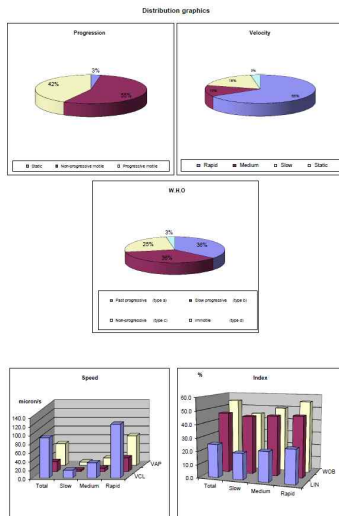 Distribution graphics
Progression
3%
42%
55%
Static Non-progressive motile Progressive motile
Velocity
3%
16%
Rapid Medium Slow Static
W.H.O
3%
25%
36%
36%
Fast progressive (type a) Slow progressive (type b)
Non-progressive (type c) Immotile (type d)
Speed
micron/s
140.0
120.0
100.0
80.0
60.0
40.0
20.0
0.0
Total Slow Medium Rapid
VCL
VAP
Index
%
60.0
50.0
40.0
30.0
20.0
10.0
0.0
Total Slow Medium Rapid
LIN
WOB